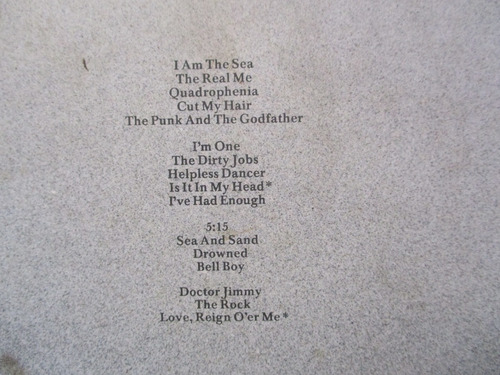 I Am The Sea
The Real Me
Quadrophenia
Cut My Hair
The Punk And The Godfather
I'm One
The Dirty Jobs
Helpless Dancer
Is It In My Head*
I've Had Enough
5:15
Sea And Sand
Drowned
Bell Boy
Doctor Jimmy
The Rock
Love, Reign O'er Me*